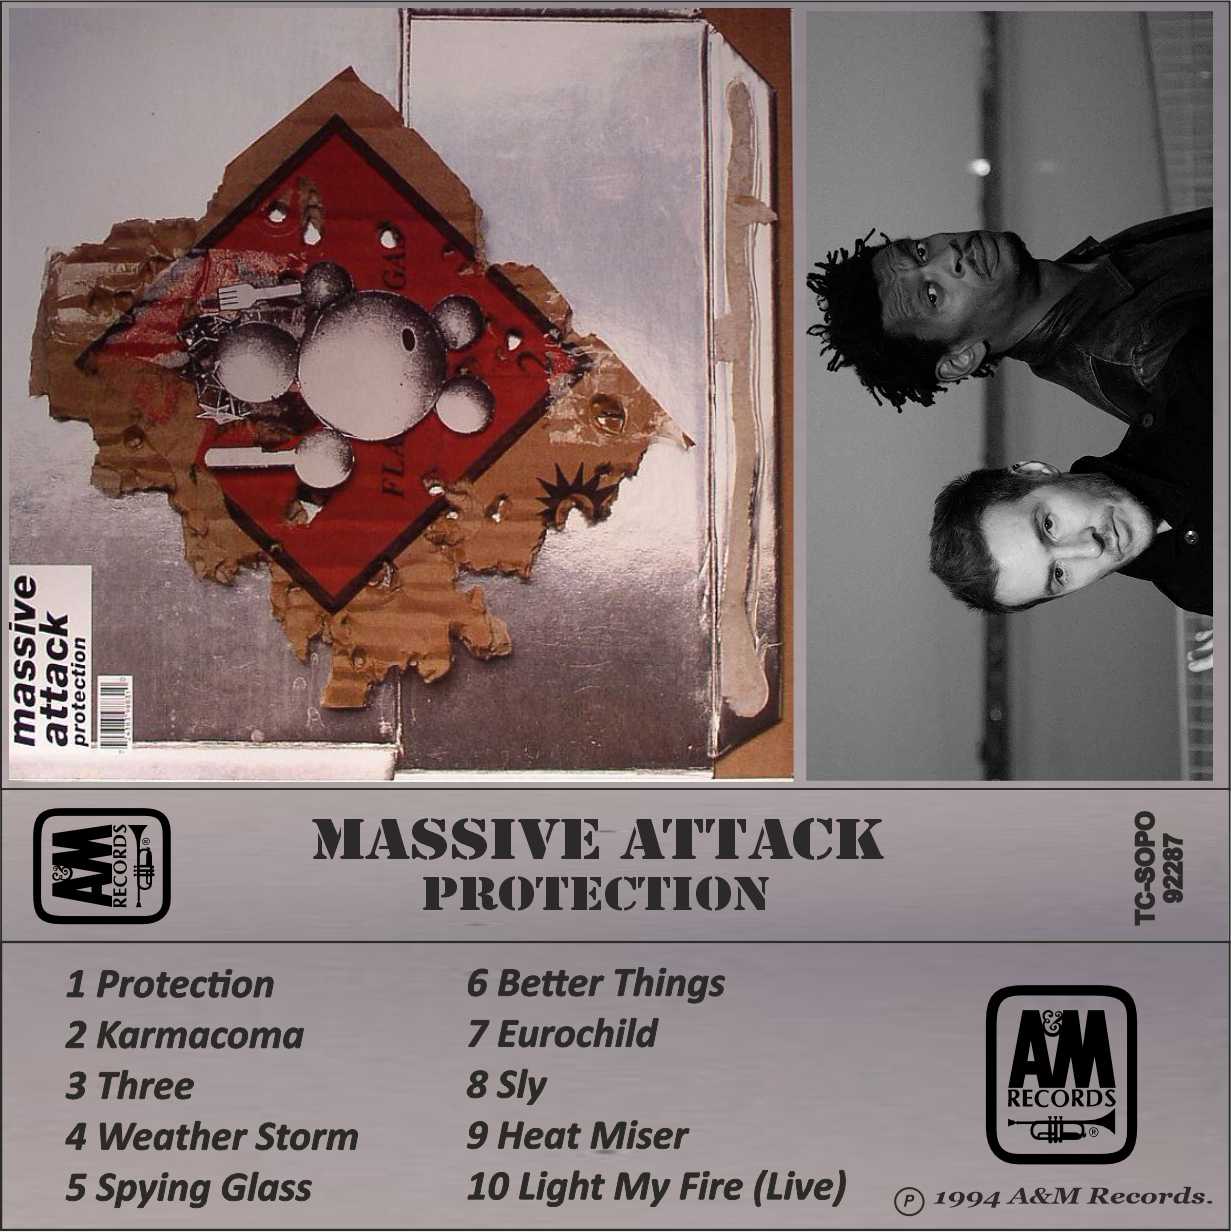 massive
attack
protection
MASSIVE ATTACK
PROTECTION
A&M
RECORDS
®
TC-SOPO
92287
1 Protection
2 Karmacoma
3 Three
4 Weather Storm
5 Spying Glass
6 Better Things
7 Eurochild
8 Sly
9 Heat Miser
10 Light My Fire (Live)
A&M
RECORDS
®
℗ 1994 A&M Records.